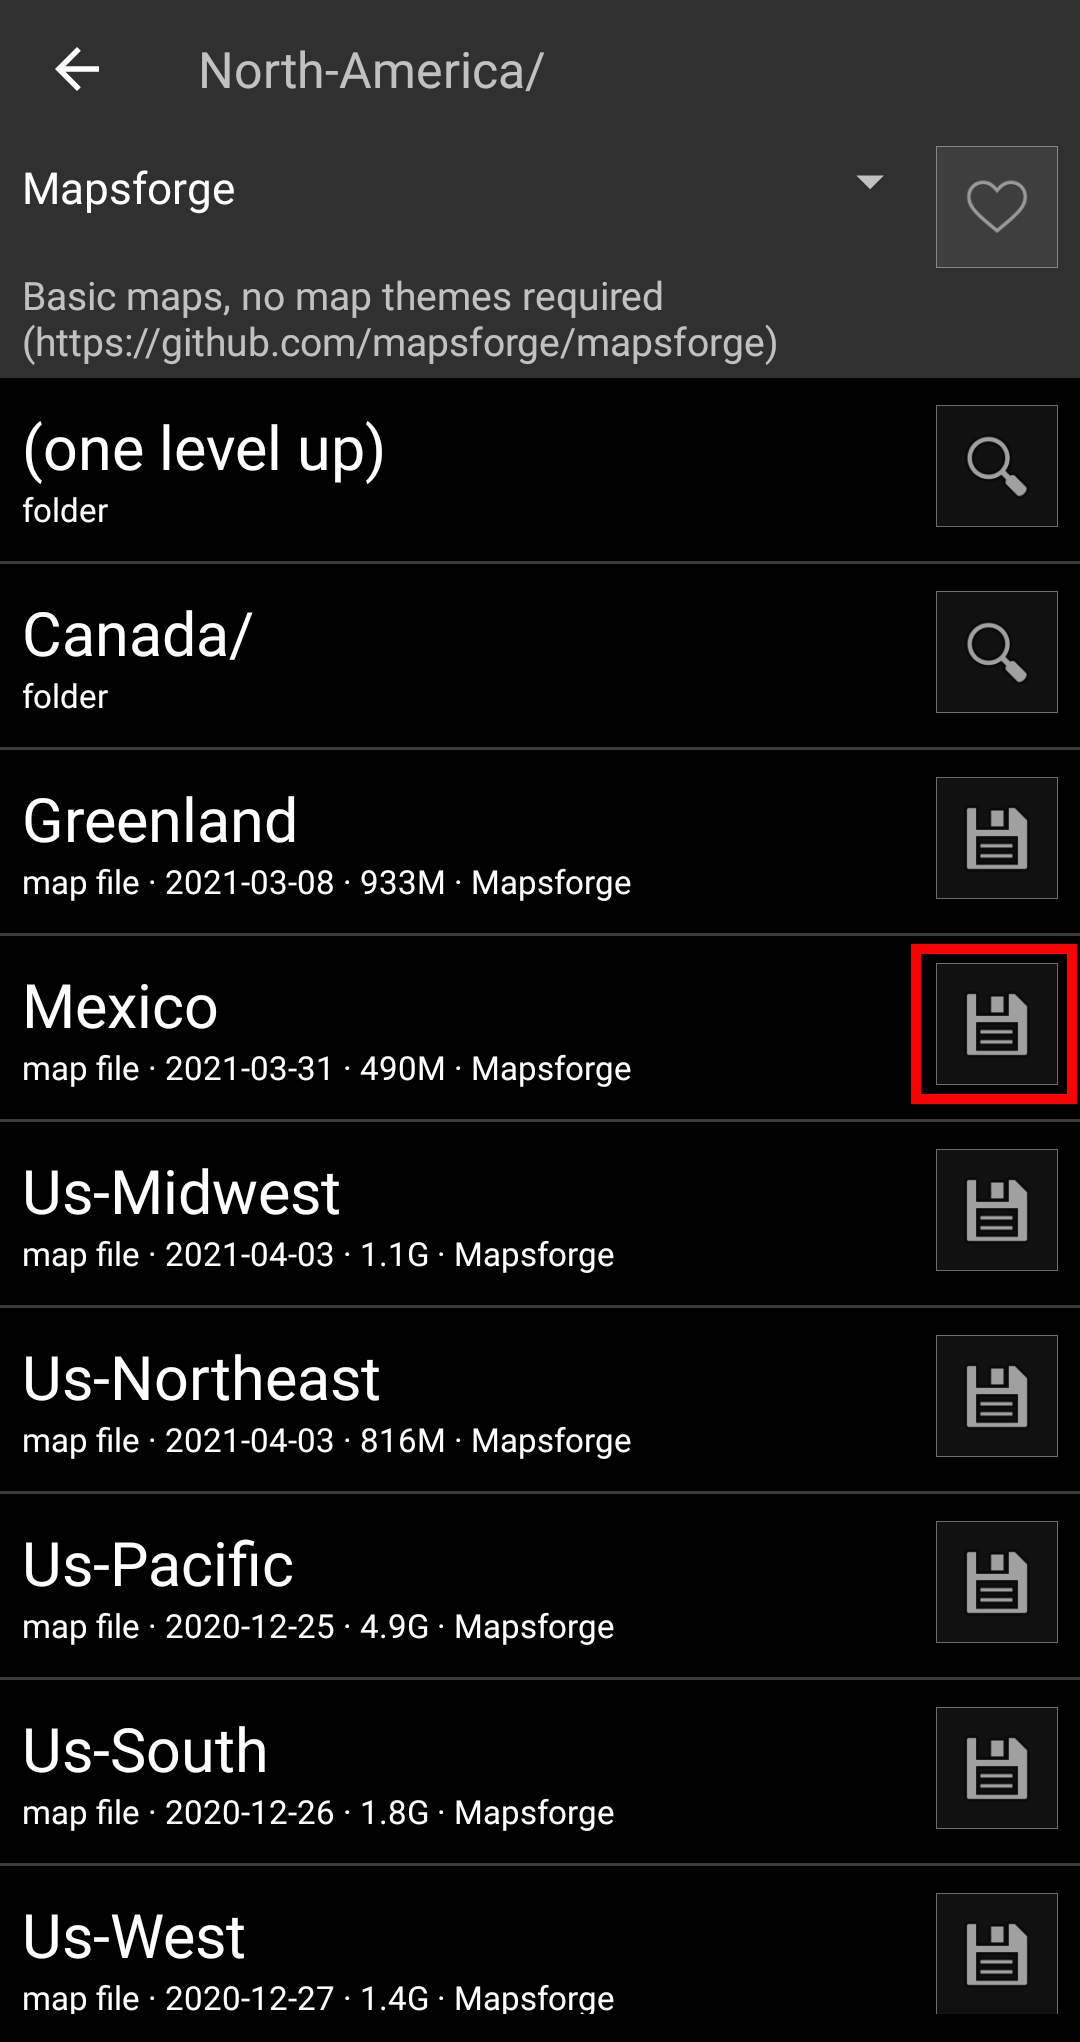 North-America/
Mapsforge
Basic maps, no map themes required
(https://github.com/mapsforge/mapsforge)
(one level up)
folder
Canada/
folder
Greenland
map file · 2021-03-08 · 933M · Mapsforge
Mexico
map file · 2021-03-31 · 490M · Mapsforge
Us-Midwest
map file · 2021-04-03 · 1.1G · Mapsforge
Us-Northeast
map file · 2021-04-03 · 816M · Mapsforge
Us-Pacific
map file · 2020-12-25 · 4.9G · Mapsforge
Us-South
map file · 2020-12-26 · 1.8G · Mapsforge
Us-West
map file · 2020-12-27 · 1.4G · Mapsforge